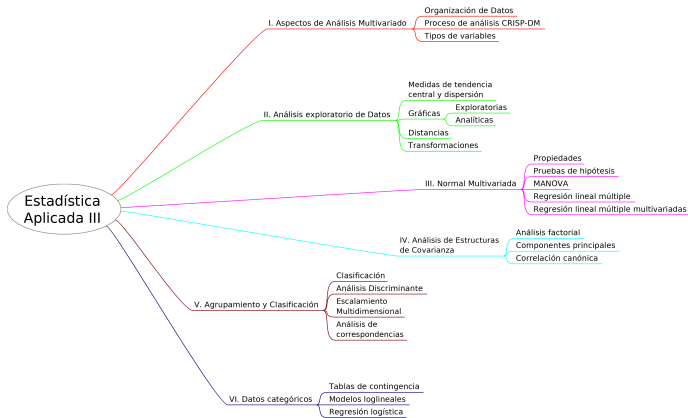 Estadística
Aplicada III
I. Aspectos de Análisis Multivariado
Organización de Datos
Proceso de análisis CRISP-DM
Tipos de variables
II. Análisis exploratorio de Datos
Medidas de tendencia
central y dispersión
Gráficas
Exploratorias
Analíticas
Distancias
Transformaciones
III. Normal Multivariada
Propiedades
Pruebas de hipótesis
MANOVA
Regresión lineal múltiple
Regresión lineal múltiple multivariadas
IV. Análisis de Estructuras
de Covarianza
Análisis factorial
Componentes principales
Correlación canónica
V. Agrupamiento y Clasificación
Clasificación
Análisis Discriminante
Escalamiento
Multidimensional
Análisis de
correspondencias
VI. Datos categóricos
Tablas de contingencia
Modelos loglineales
Regresión logística